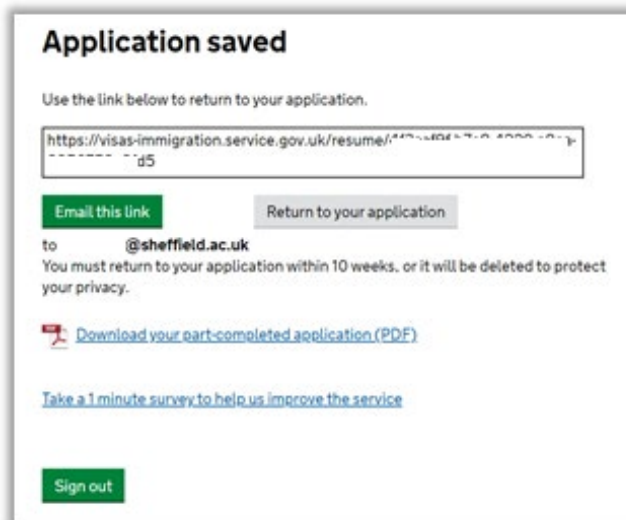 Application saved
Use the link below to return to your application.
https://visas-immigration.service.gov.uk/resume/
d5
Email this link
Return to your application
to @sheffield.ac.uk
You must return to your application within 10 weeks. or it will be deleted to protect
your privacy.
Download your part-completed application (PDF)
Take a 1 minute survey to help us improve the service
Sign out